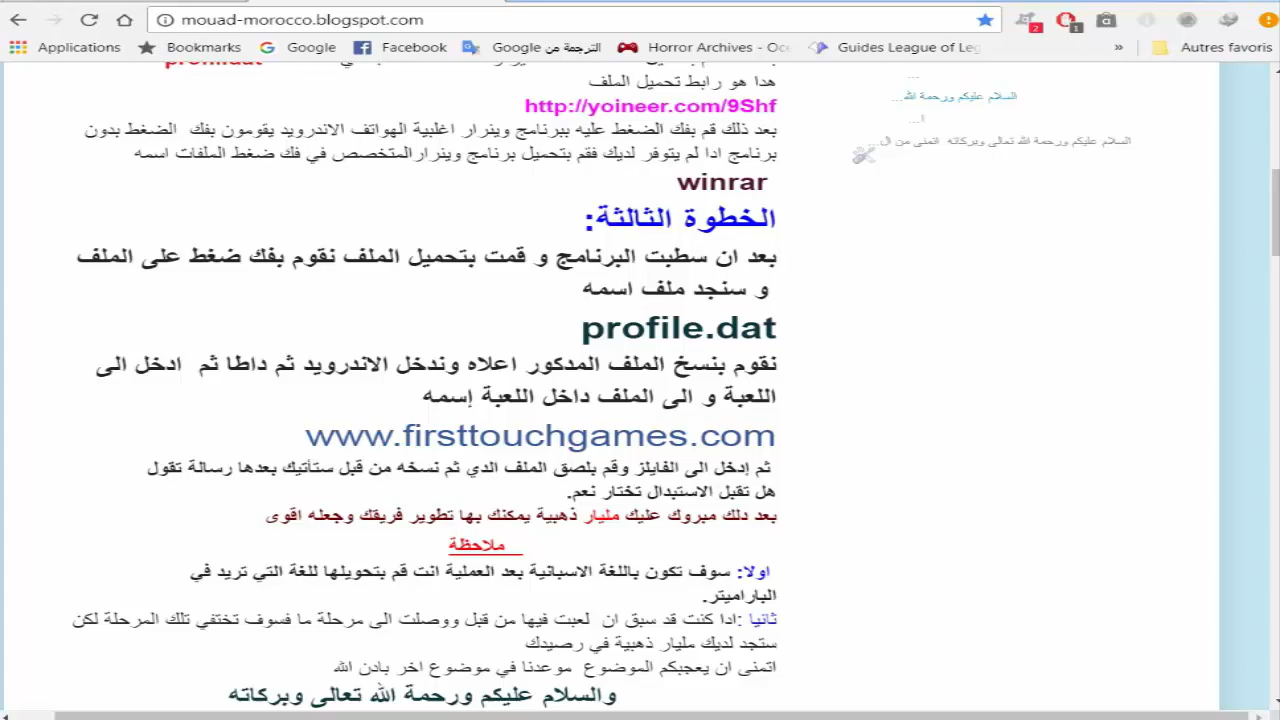 mouad-morocco.blogspot.com
2
1
Applications
Bookmarks
Google
Facebook
الترجمة من Google
Horror Archives - Oc
Guides League of Leg
»
Autres favoris
هدا هو رابط تحميل الملف
http://yoineer.com/9Shf
بعد ذلك قم بفك الضغط عليه ببرنامج وينرار اغلبية الهواتف الاندرويد يقومون بفك الضغط بدون
برنامج ادا لم يتوفر لديك فقم بتحميل برنامج وينرارالمتخصص في فك ضغط الملفات اسمه
winrar
الخطوة الثالثة:
بعد ان سطبت البرنامج و قمت بتحميل الملف نقوم بفك ضغط على الملف
و سنجد ملف اسمه
profile.dat
نقوم بنسخ الملف المدكور اعلاه وندخل الاندرويد ثم داطا ثم ادخل الى
اللعبة و الى الملف داخل اللعبة إسمه
www.firsttouchgames.com
ثم إدخل الى الفايلز وقم بلصق الملف الدي ثم نسخه من قبل ستأتيك بعدها رسالة تقول
هل تقبل الاستبدال تختار نعم.
بعد دلك مبروك عليك مليار ذهبية يمكنك بها تطوير فريقك وجعله اقوى
ملاحظة
اولا: سوف تكون باللغة الاسبانية بعد العملية انت قم بتحويلها للغة التي تريد في
الباراميتر.
ثانيا :ادا كنت قد سبق ان لعبت فيها من قبل ووصلت الى مرحلة ما فسوف تختفي تلك المرحلة لكن
ستجد لديك مليار ذهبية في رصيدك
اتمنى ان يعجبكم الموضوع موعدنا في موضوع اخر بادن الله
والسلام عليكم ورحمة الله تعالى وبركاته
...
السلام عليكم ورحمة الله...
ا...
السلام عليكم ورحمة الله تعالى وبركاته اتمنى من ال...